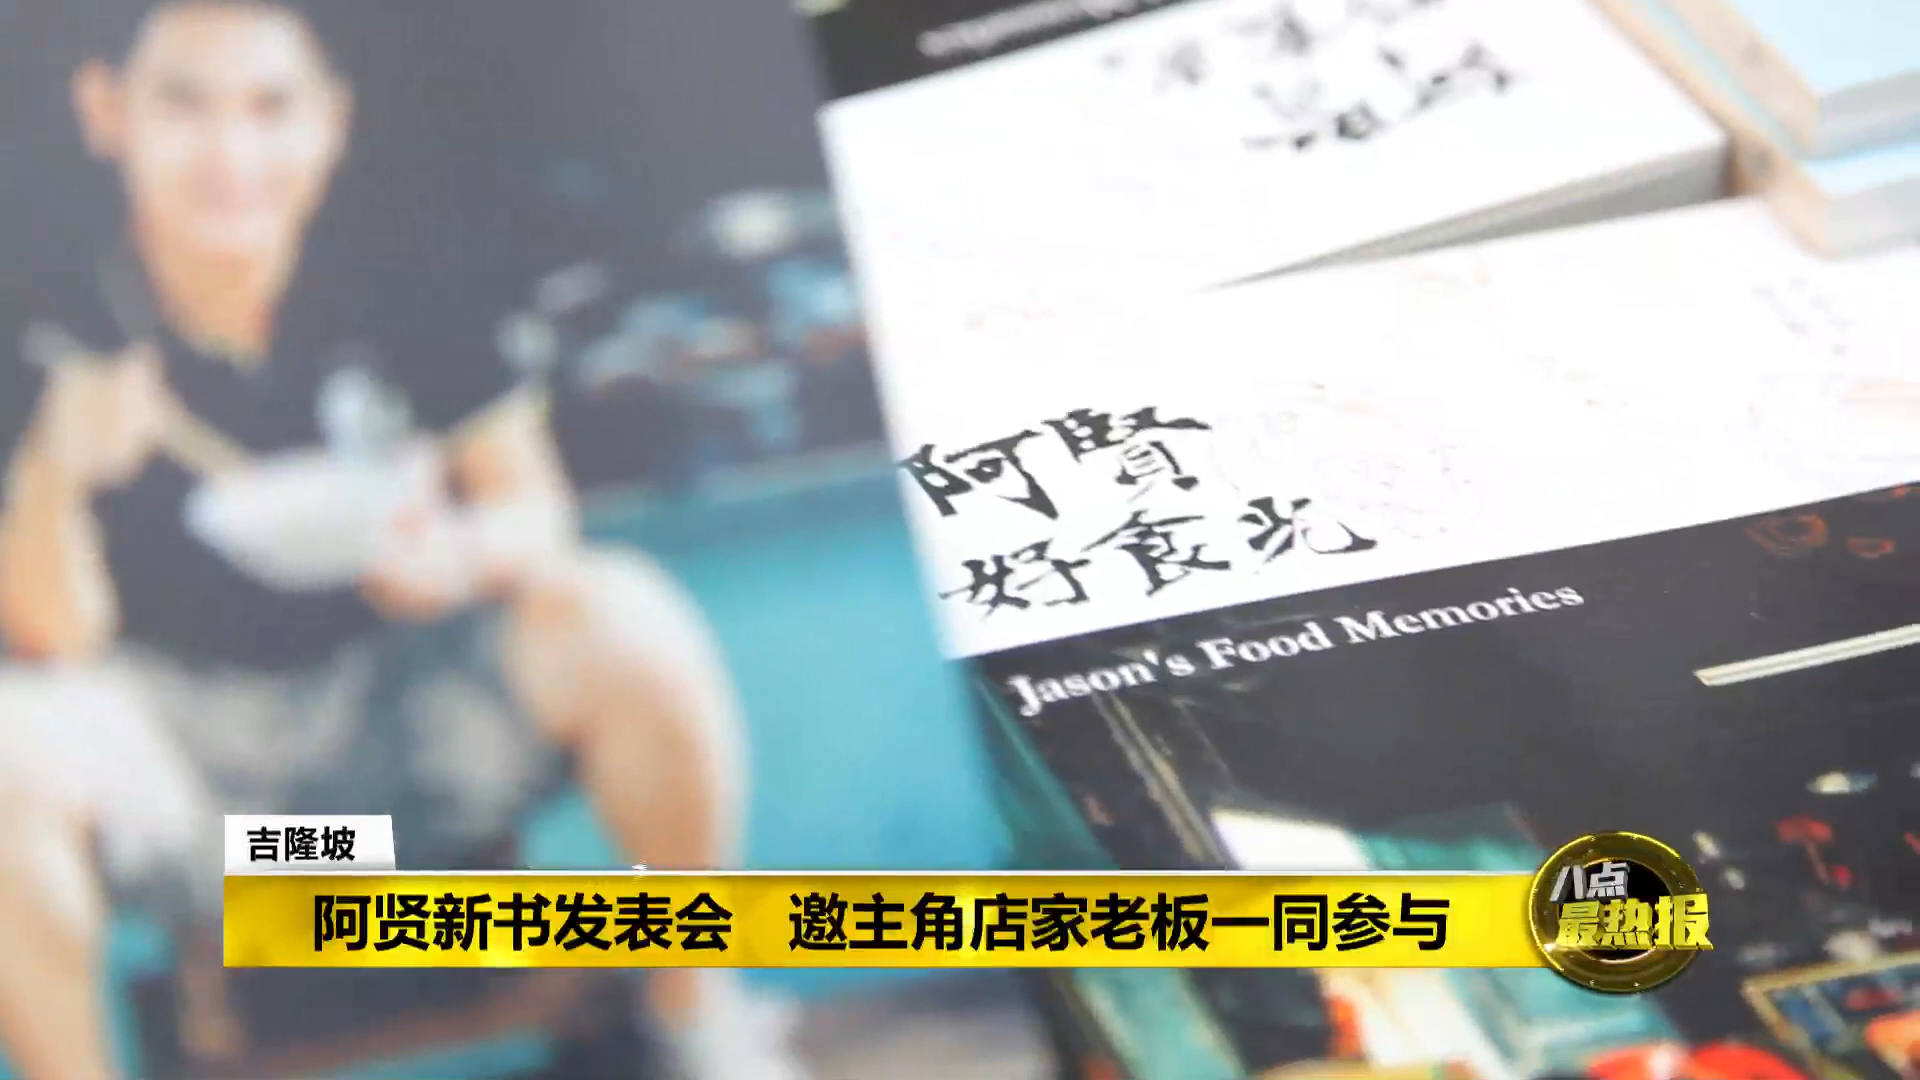 阿賢
好食光
Jason's Food Memories
吉隆坡
阿贤新书发表会 邀主角店家老板一同参与
八点
最热报